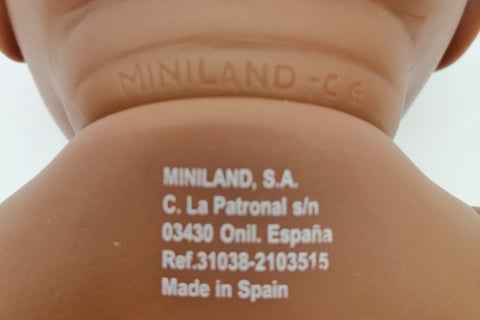 MINILAND - CE
MINILAND, S.A.
C. La Patronal s/n
03430 Onil. España
Ref.31038-2103515
Made in Spain